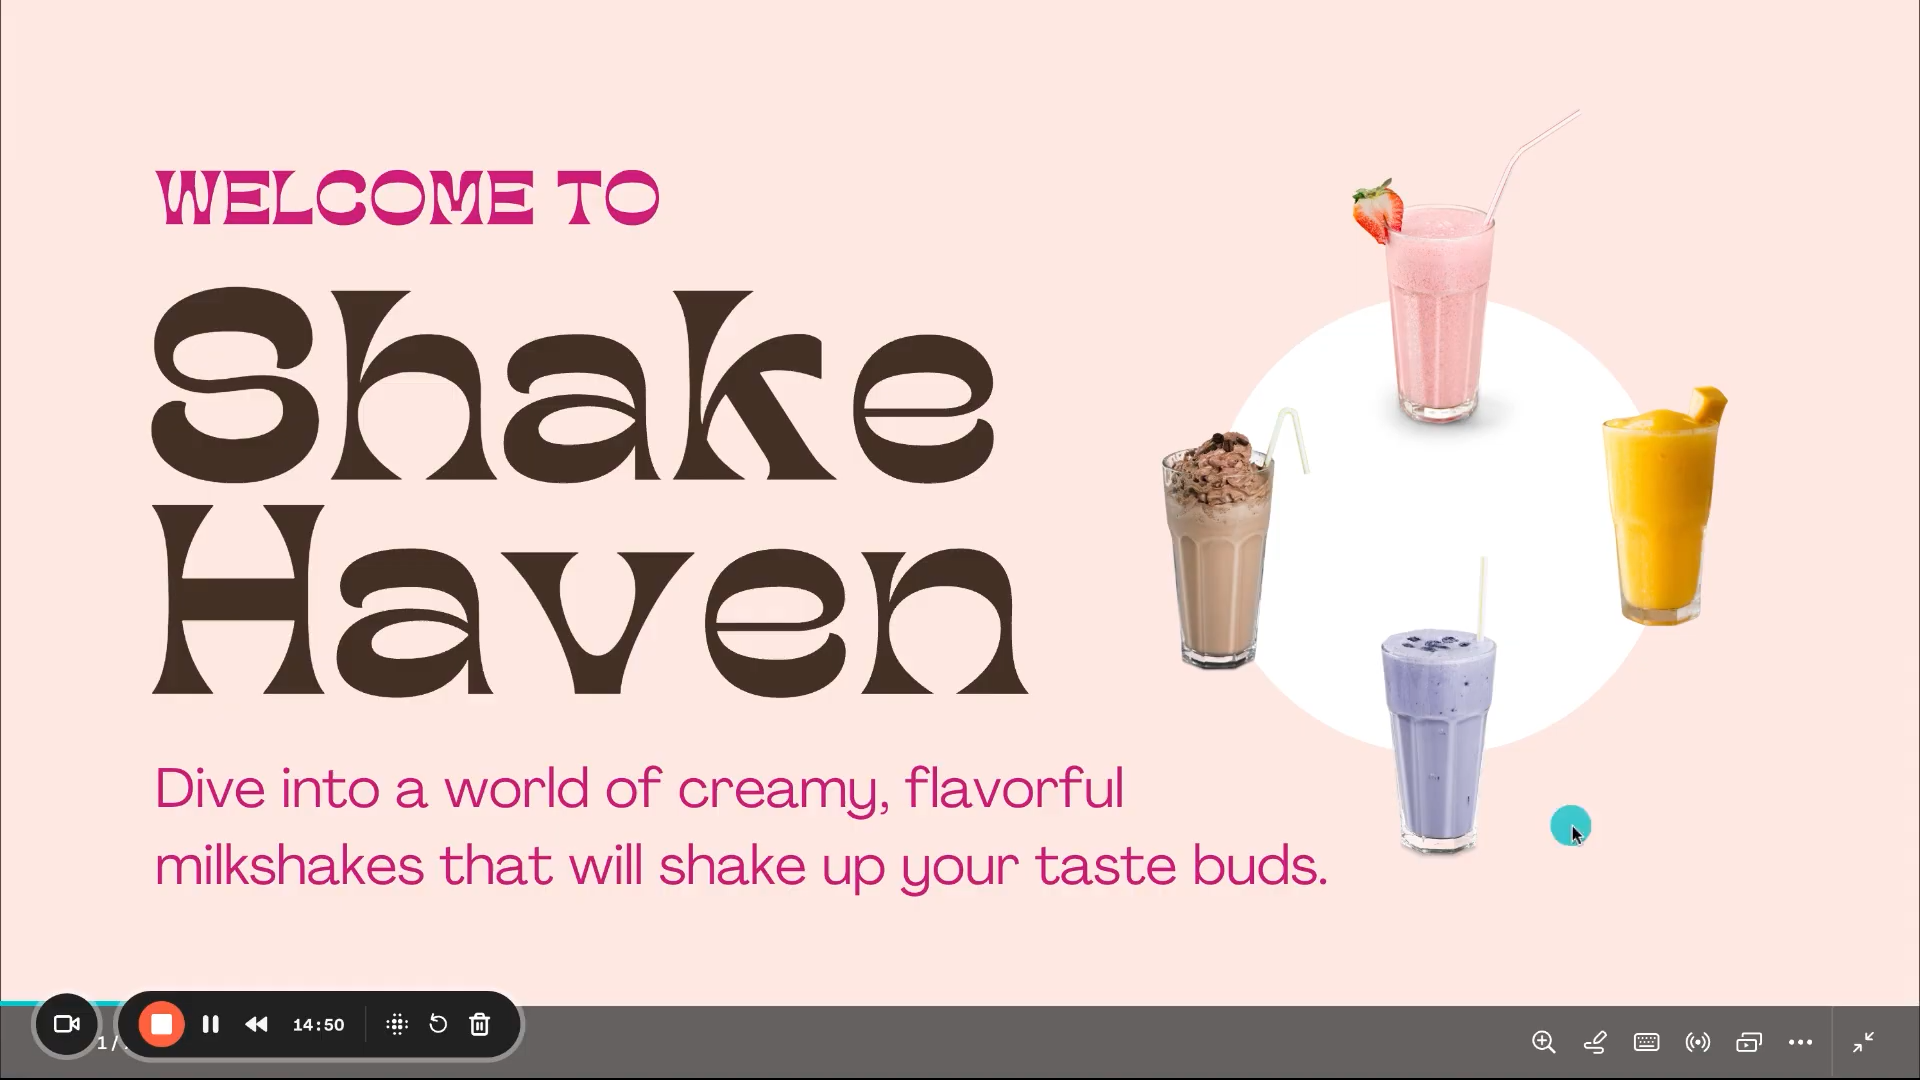 WELCOME TO
Shake
Haven
Dive into a world of creamy, flavorful
milkshakes that will shake up your taste buds.
14:50
1 /